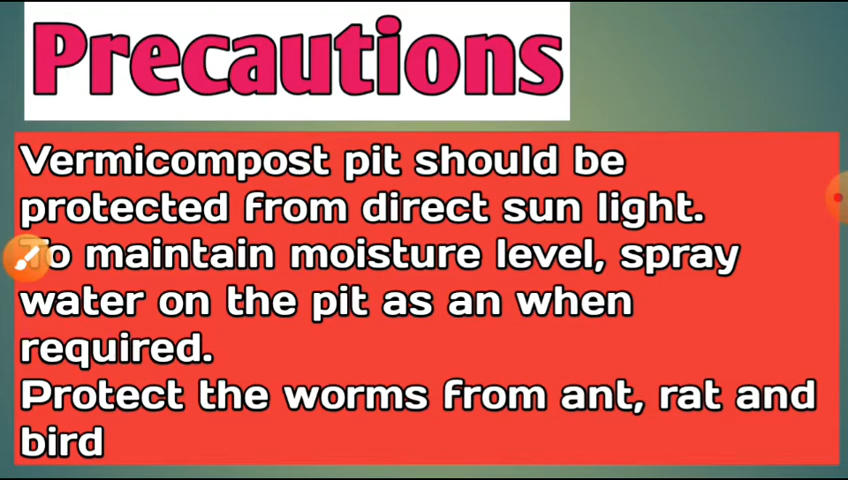 Precautions
Vermicompost pit should be
protected from direct sun light.
To maintain moisture level, spray
water on the pit as an when
required.
Protect the worms from ant, rat and
bird